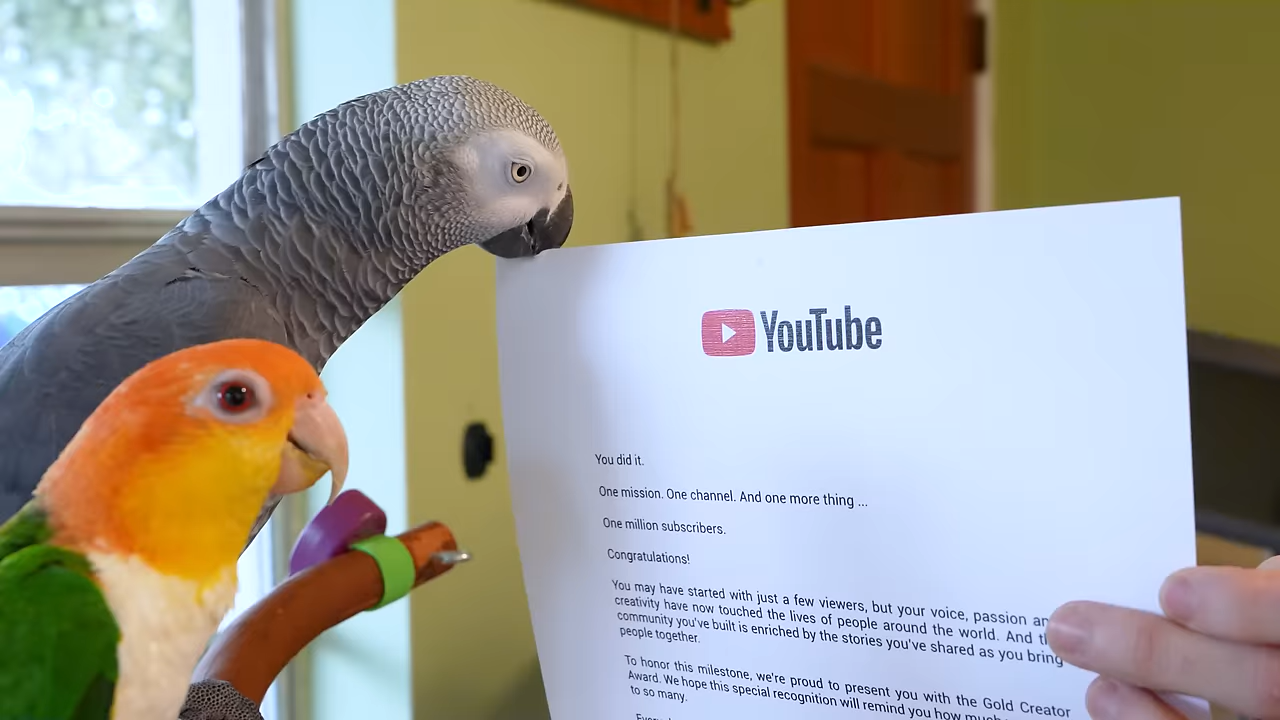 YouTube
You did it.
One mission. One channel. And one more thing ...
One million subscribers.
Congratulations!
You may have started with just a few viewers, but your voice, passion
creativity have now touched the lives of people around the world. And
community you've built is enriched by the stories you've shared as you bring
people together.
To honor this milestone, we're proud to present you with the Gold Creator
Award. We hope this special recognition will remind you how
to so many.